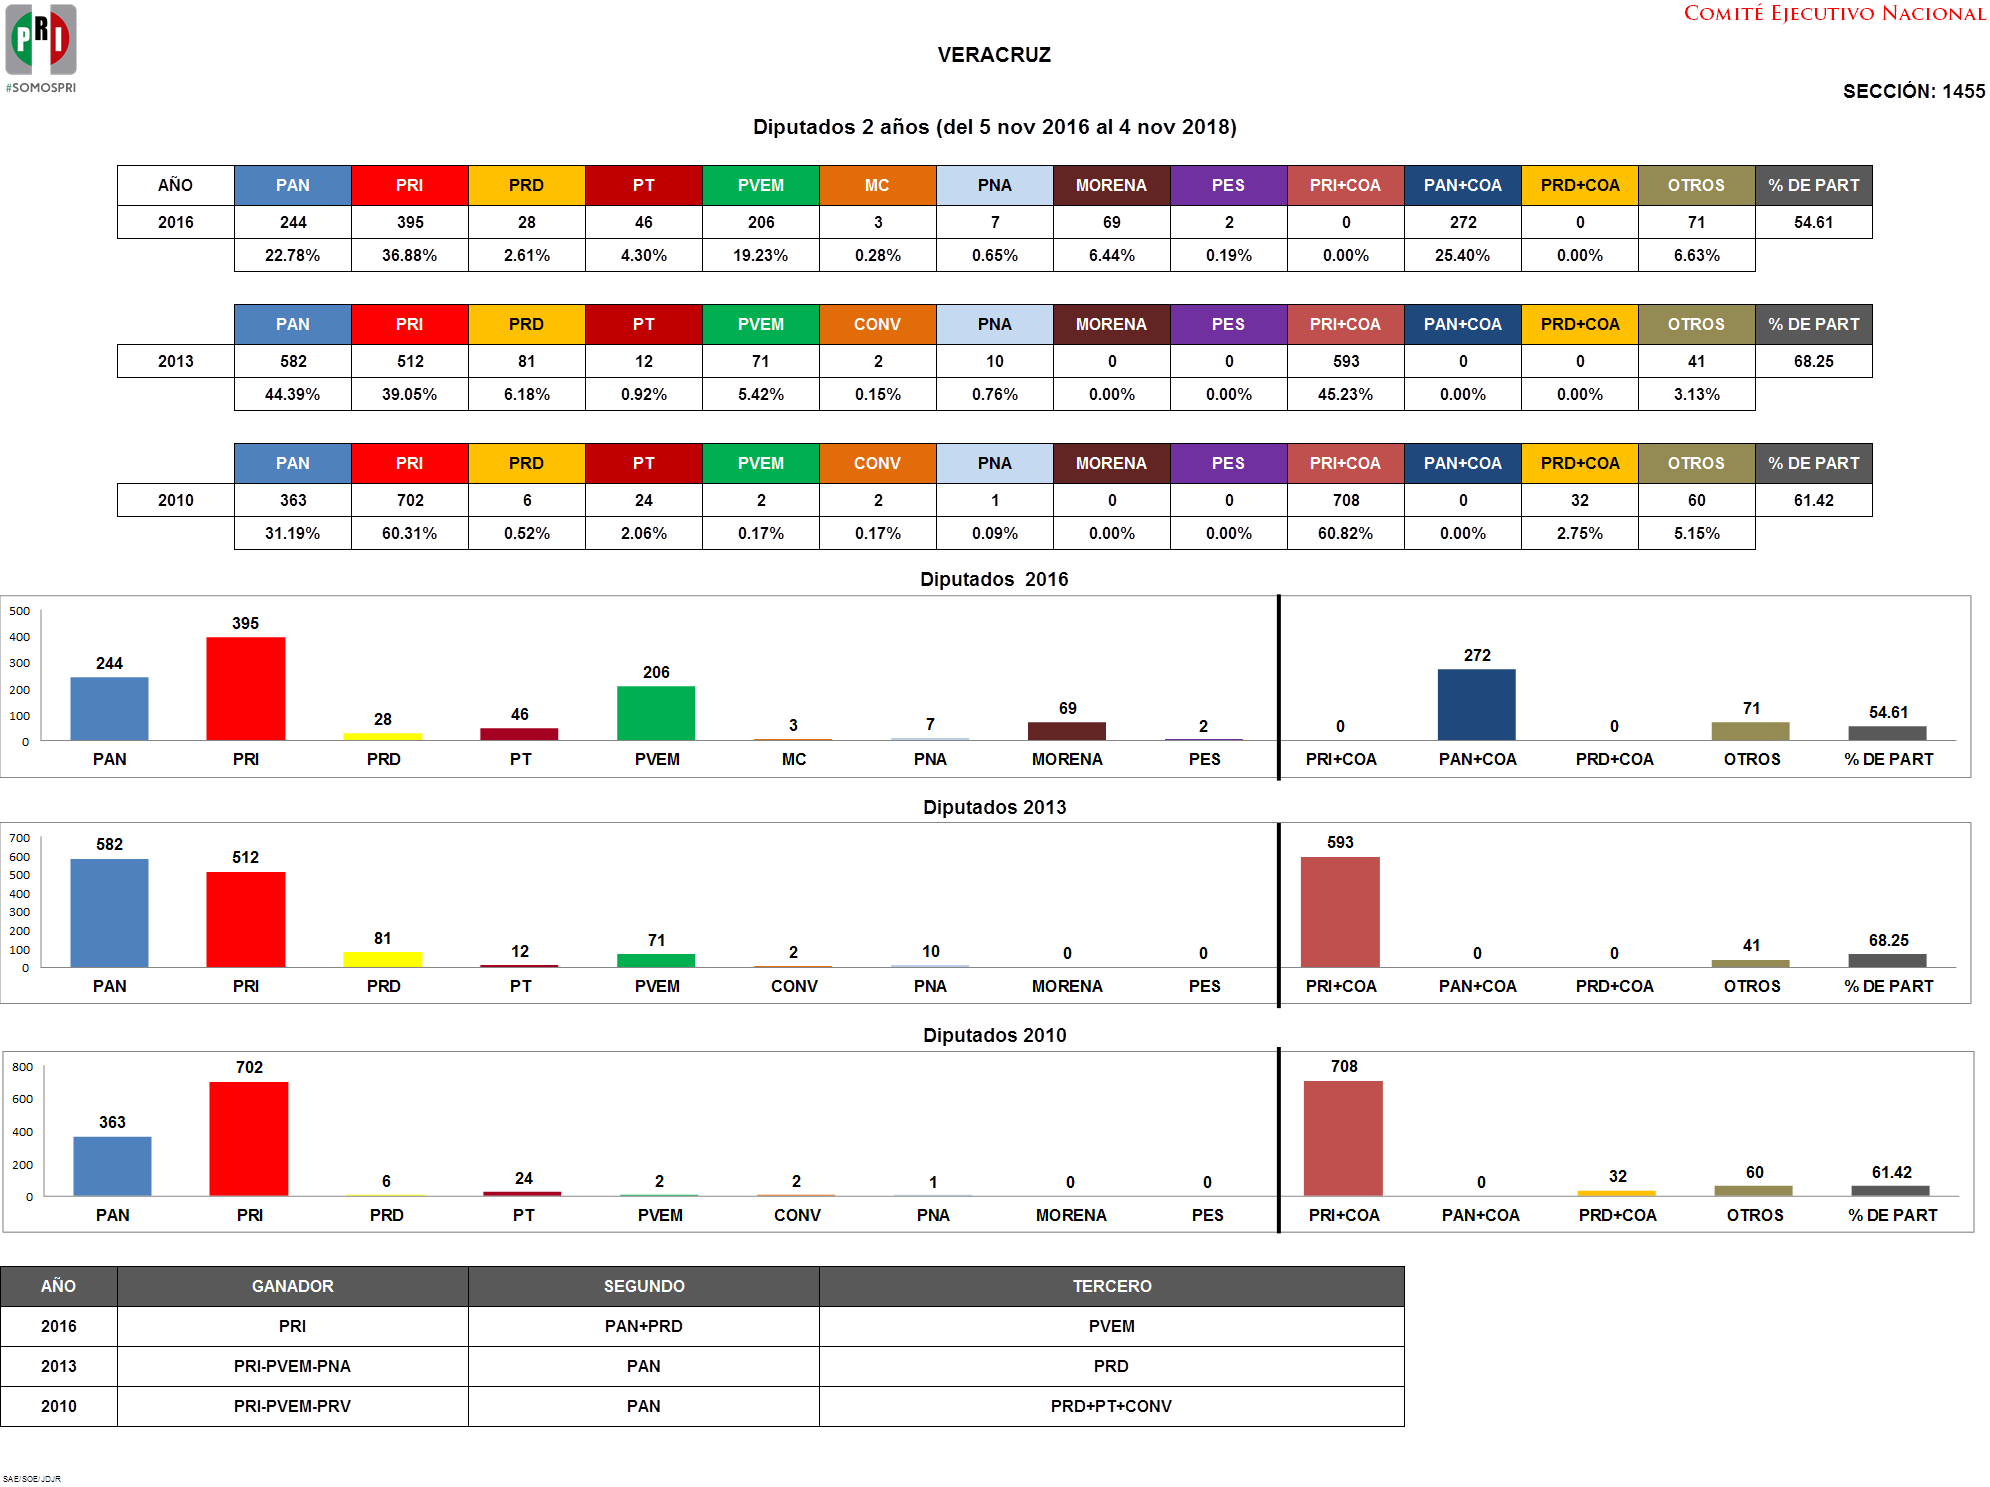 PRI
#SOMOSPRI
COMITÉ EJECUTIVO NACIONAL
VERACRUZ
SECCIÓN: 1455
Diputados 2 años (del 5 nov 2016 al 4 nov 2018)
AÑO PAN PRI PRD PT PVEM MC PNA MORENA PES PRI+COA PAN+COA PRD+COA OTROS % DE PART
2016 244 395 28 46 206 3 7 69 2 0 272 0 71 54.61
22.78% 36.88% 2.61% 4.30% 19.23% 0.28% 0.65% 6.44% 0.19% 0.00% 25.40% 0.00% 6.63%
PAN PRI PRD PT PVEM CONV PNA MORENA PES PRI+COA PAN+COA PRD+COA OTROS % DE PART
2013 582 512 81 12 71 2 10 0 0 593 0 0 41 68.25
44.39% 39.05% 6.18% 0.92% 5.42% 0.15% 0.76% 0.00% 0.00% 45.23% 0.00% 0.00% 3.13%
PAN PRI PRD PT PVEM CONV PNA MORENA PES PRI+COA PAN+COA PRD+COA OTROS % DE PART
2010 363 702 6 24 2 2 1 0 0 708 0 32 60 61.42
31.19% 60.31% 0.52% 2.06% 0.17% 0.17% 0.09% 0.00% 0.00% 60.82% 0.00% 2.75% 5.15%
Diputados 2016
500
400
300
200
100
0
244 395 28 46 206 3 7 69 2 0 272 0 71 54.61
PAN PRI PRD PT PVEM MC PNA MORENA PES PRI+COA PAN+COA PRD+COA OTROS % DE PART
Diputados 2013
700
600
500
400
300
200
100
0
582 512 81 12 71 2 10 0 0 593 0 0 41 68.25
PAN PRI PRD PT PVEM CONV PNA MORENA PES PRI+COA PAN+COA PRD+COA OTROS % DE PART
Diputados 2010
800
600
400
200
0
363 702 6 24 2 2 1 0 0 708 0 32 60 61.42
PAN PRI PRD PT PVEM CONV PNA MORENA PES PRI+COA PAN+COA PRD+COA OTROS % DE PART
AÑO GANADOR SEGUNDO TERCERO
2016 PRI PAN+PRD PVEM
2013 PRI-PVEM-PNA PAN PRD
2010 PRI-PVEM-PRV PAN PRD+PT+CONV
SAE/SOE/JDJR